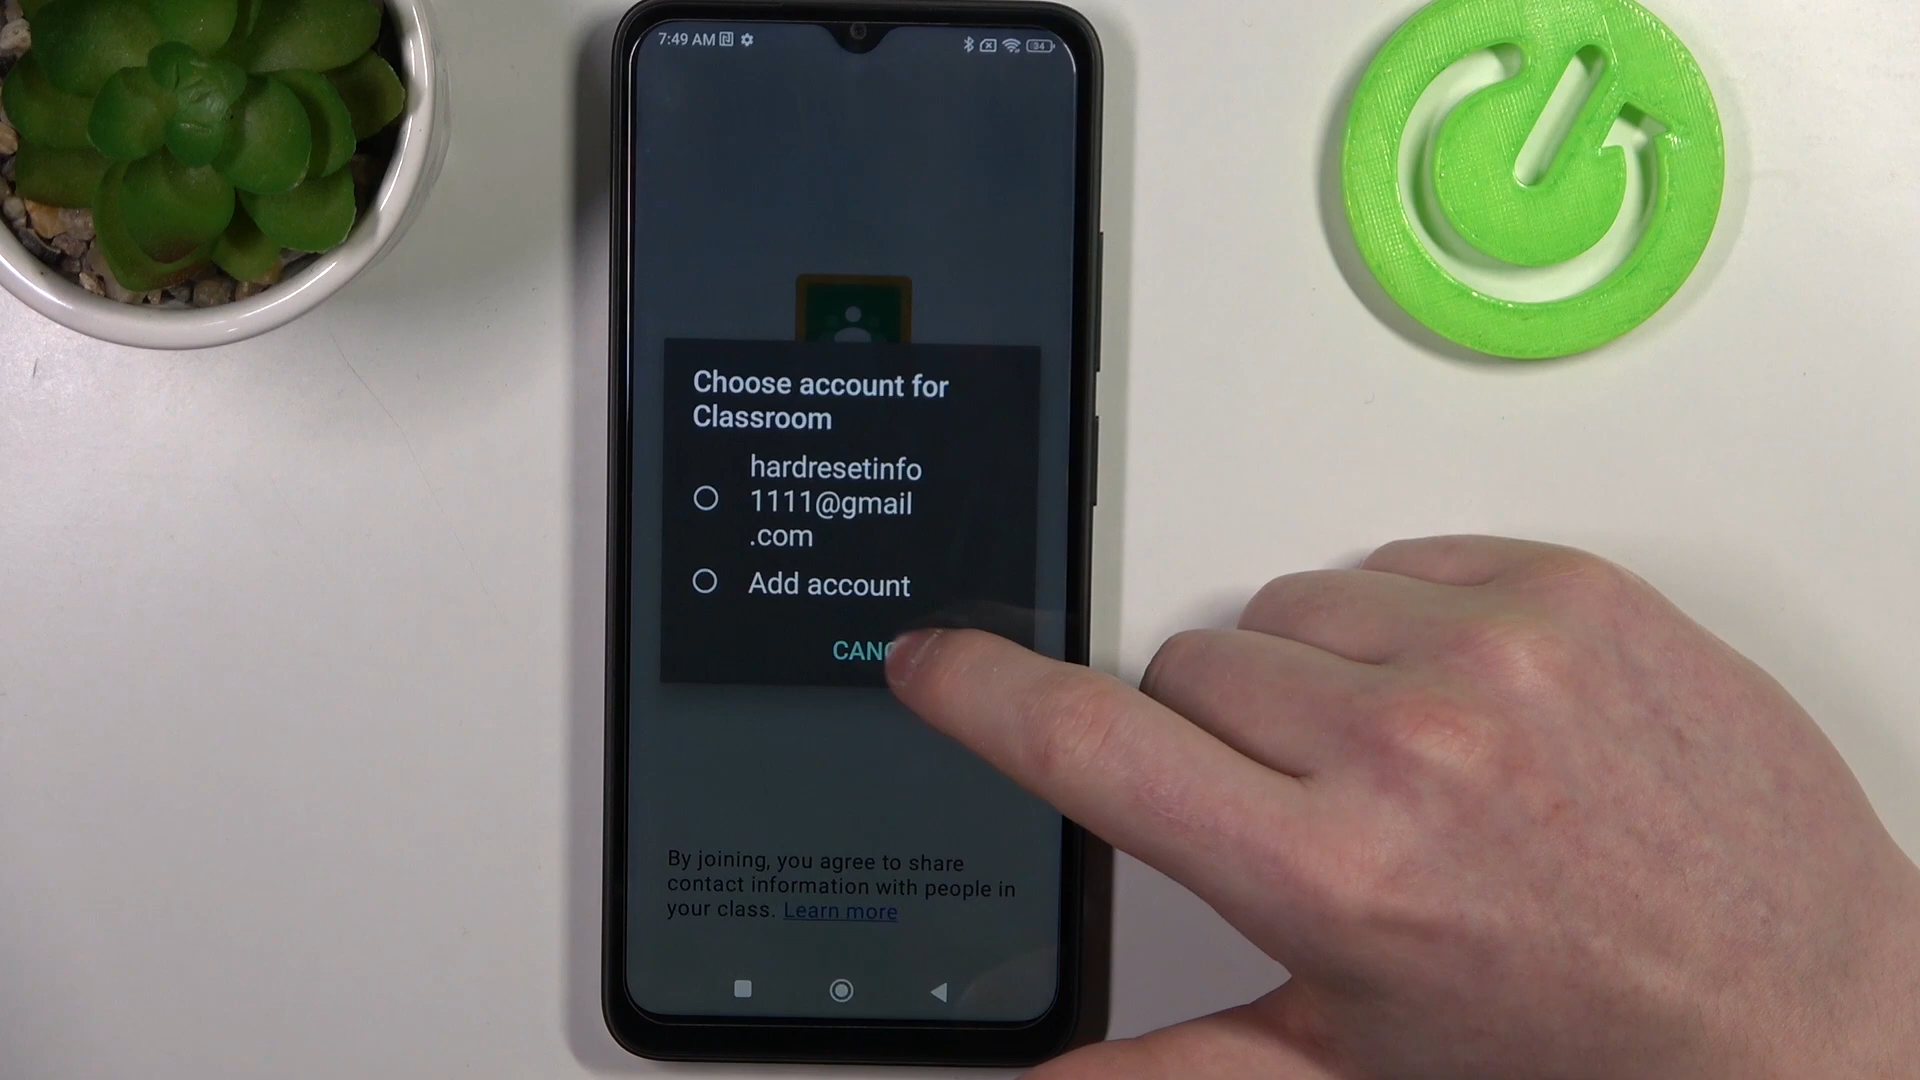 7:49 AM
34
Choose account for
Classroom
hardresetinfo
1111@gmail
.com
Add account
By joining, you agree to share
contact information with people in
your class. Learn more